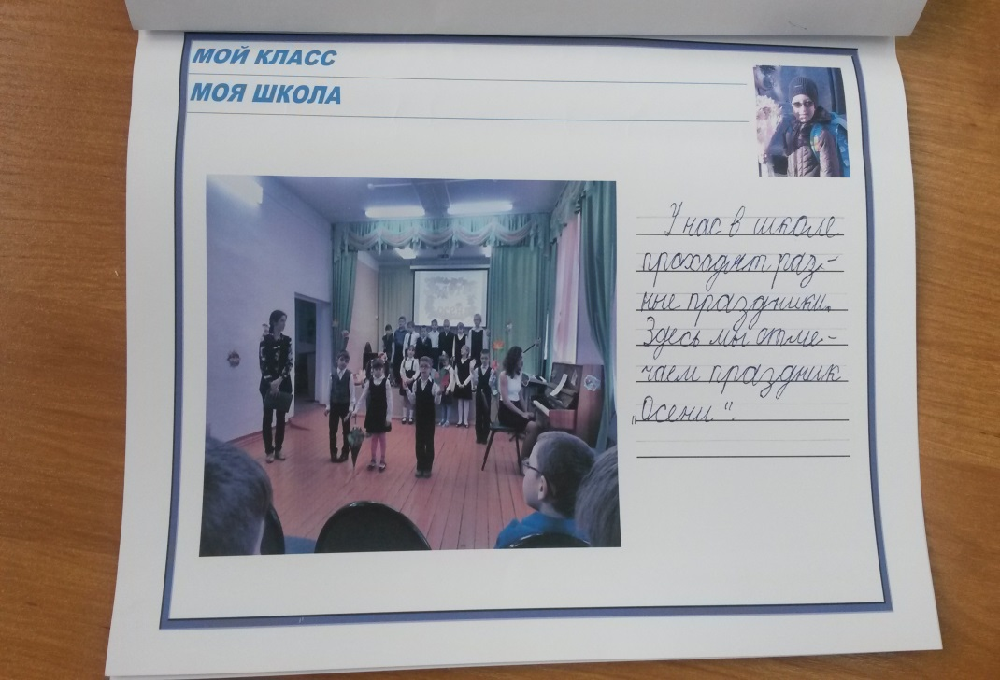 МОЙ КЛАСС
МОЯ ШКОЛА
У нас в школе
проходят раз-
ные праздники.
Здесь мы отме-
чаем праздник
„Осени".